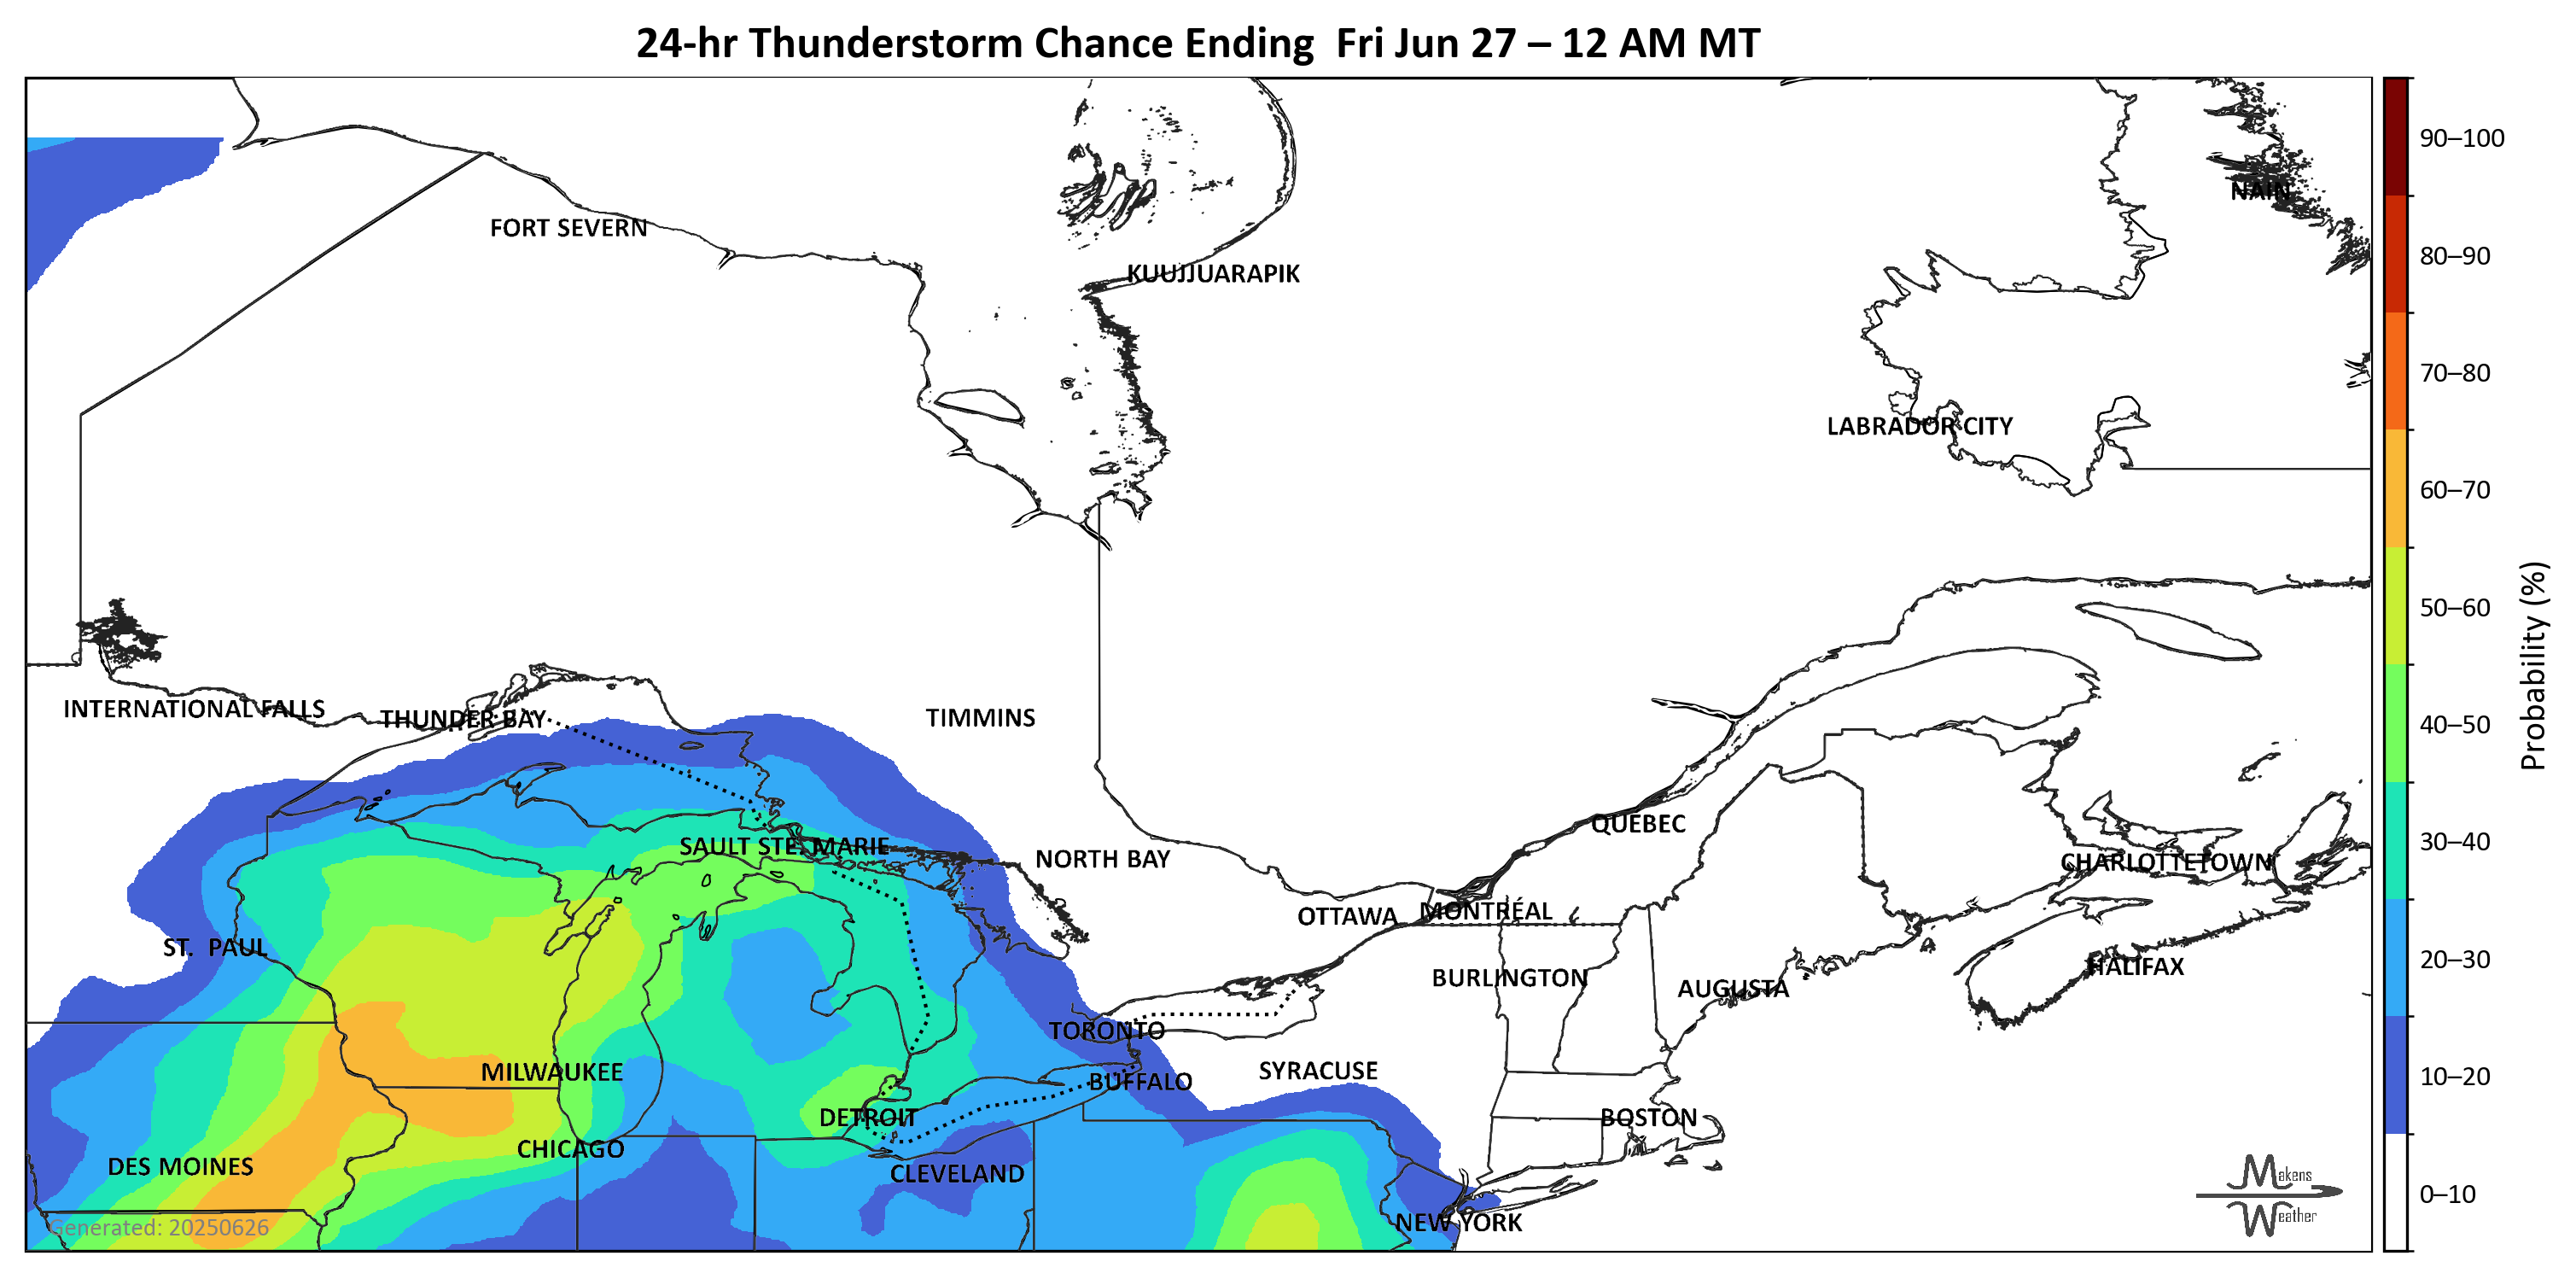 24-hr Thunderstorm Chance Ending  Fri Jun 27 – 12 AM MT
90–100
NAIN
FORT SEVERN
80–90
KUUJJUARAPIK
70–80
LABRADOR CITY
60–70
50–60
Probability (%)
INTERNATIONAL FALLS
THUNDER BAY
TIMMINS
40–50
QUÉBEC
30–40
SAULT STE. MARIE
NORTH BAY
CHARLOTTETOWN
OTTAWA
MONTRÉAL
ST.  PAUL
20–30
HALIFAX
BURLINGTON
AUGUSTA
TORONTO
MILWAUKEE
SYRACUSE
BUFFALO
10–20
DETROIT
BOSTON
CHICAGO
DES MOINES
CLEVELAND
Makens
0–10
Weather
NEW YORK
Generated: 20250626